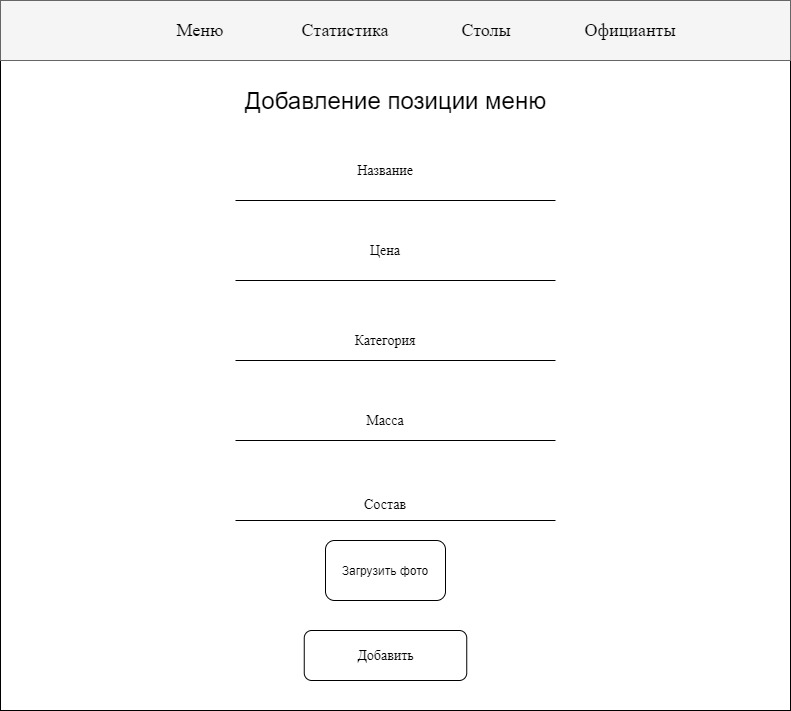 Меню Статистика Столы Официанты
Добавление позиции меню
Название
Цена
Категория
Масса
Состав
Загрузить фото
Добавить